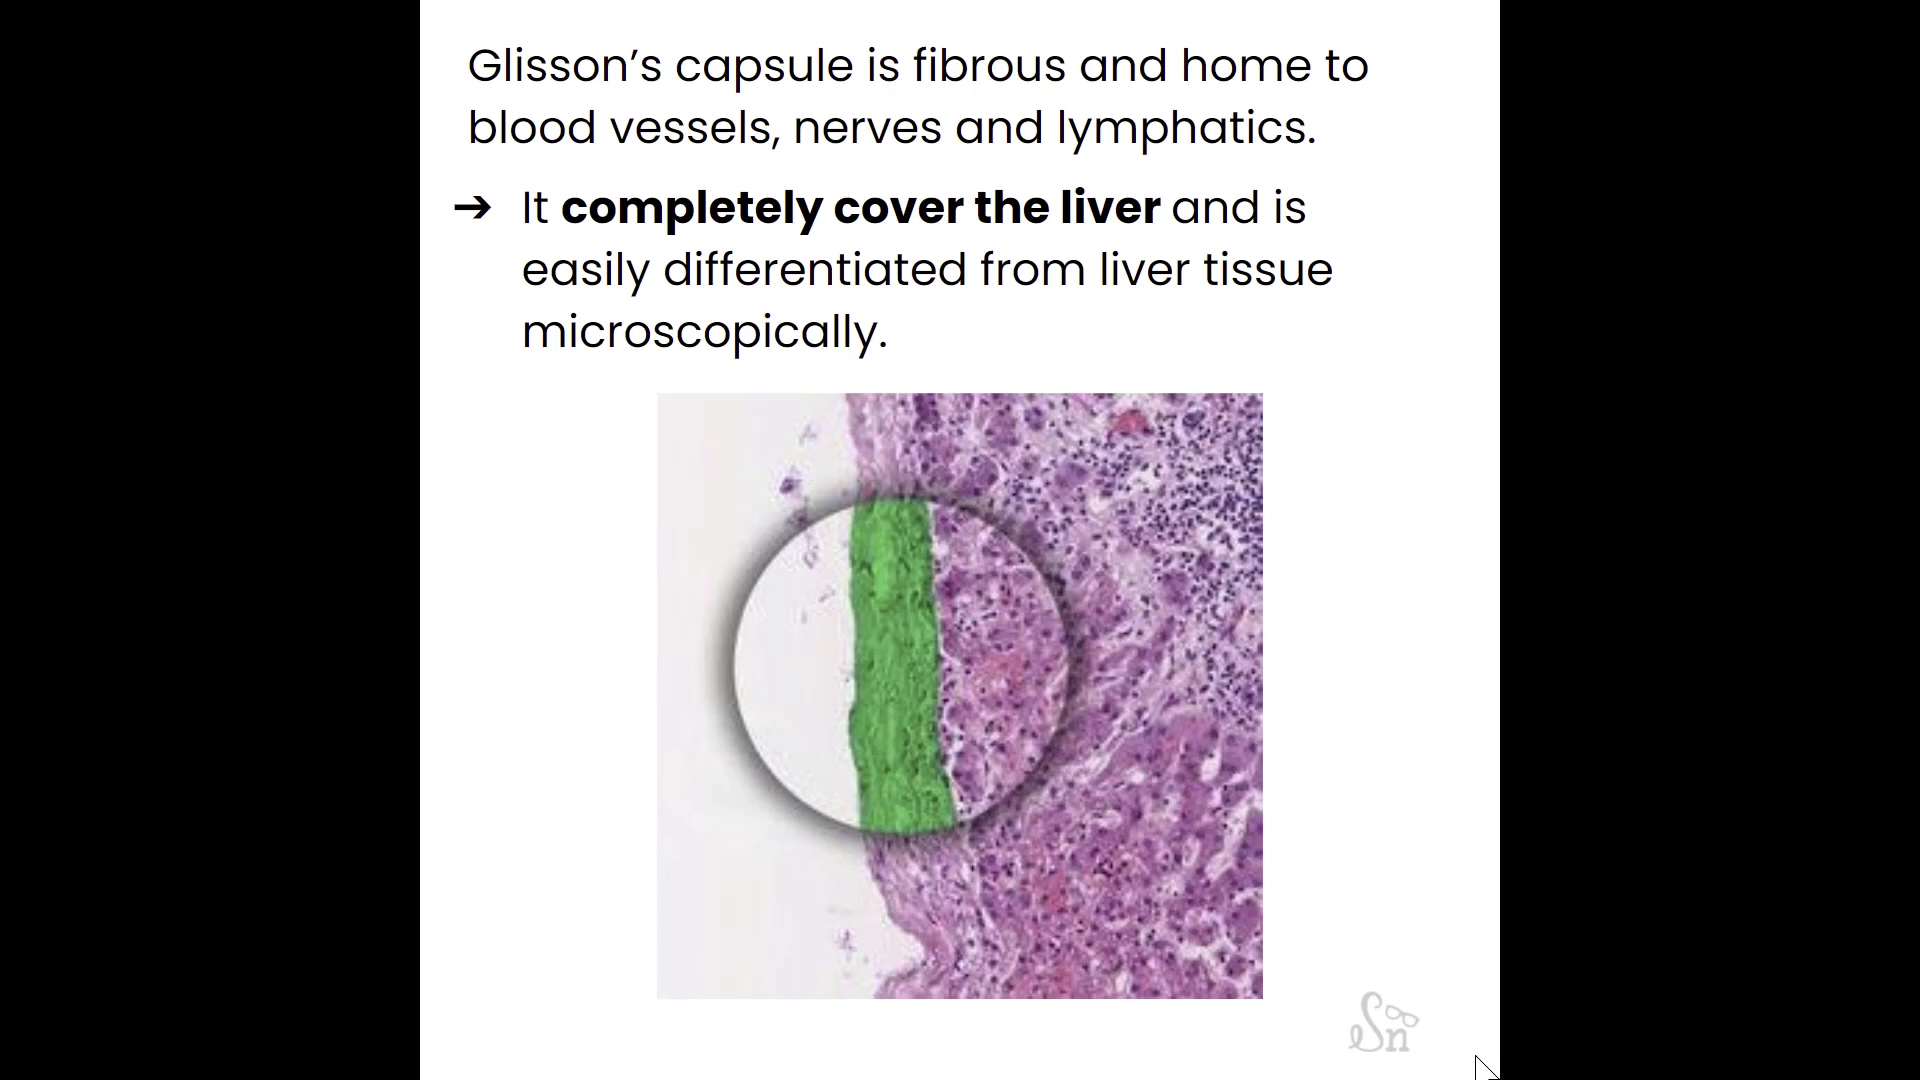 Glisson’s capsule is fibrous and home to
blood vessels, nerves and lymphatics.
➔ It completely cover the liver and is
easily differentiated from liver tissue
microscopically.
eSn